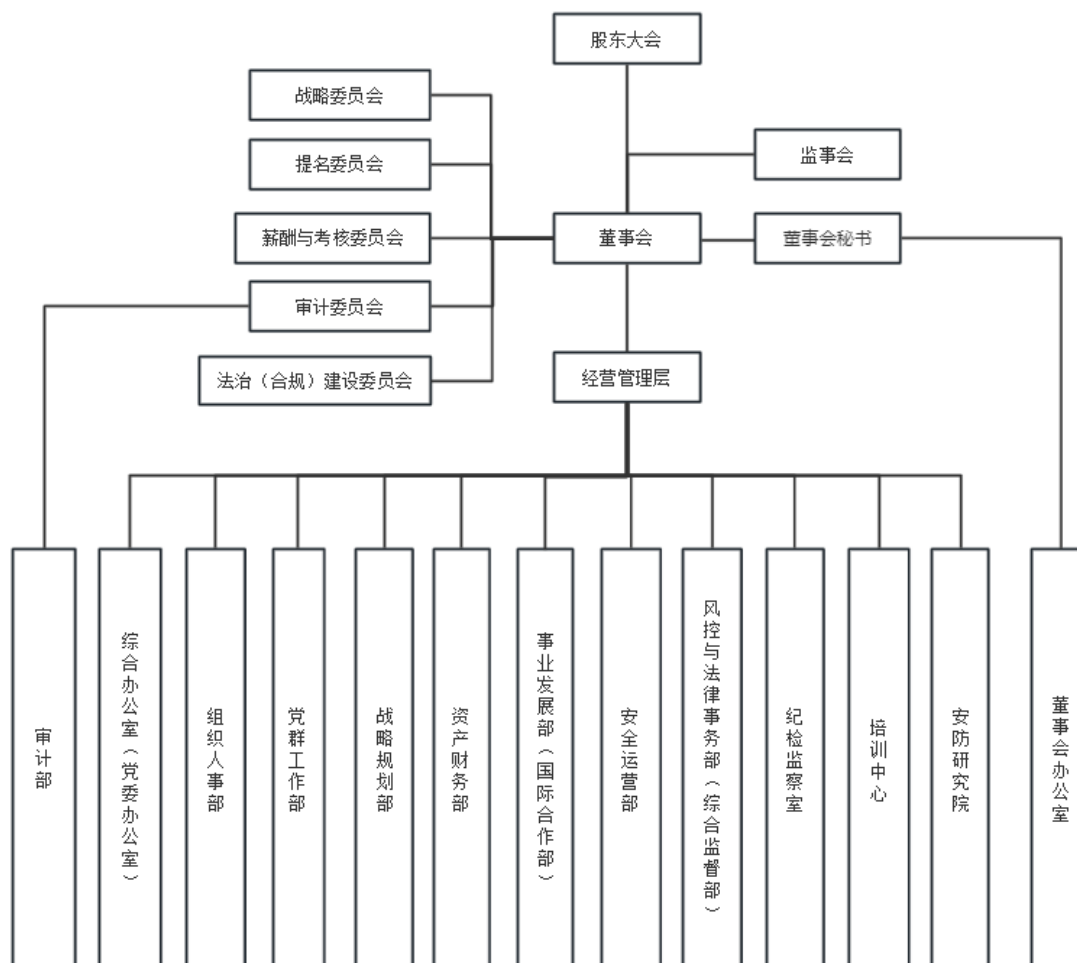 股东大会
战略委员会
提名委员会
监事会
薪酬与考核委员会
董事会
董事会秘书
审计委员会
法治（合规）建设委员会
经营管理层
审计部
综合办公室（党委办公室）
组织人事部
党群工作部
战略规划部
资产财务部
事业发展部（国际合作部）
安全运营部
风控与法律事务部（综合监督部）
纪检监察室
培训中心
安防研究院
董事会办公室